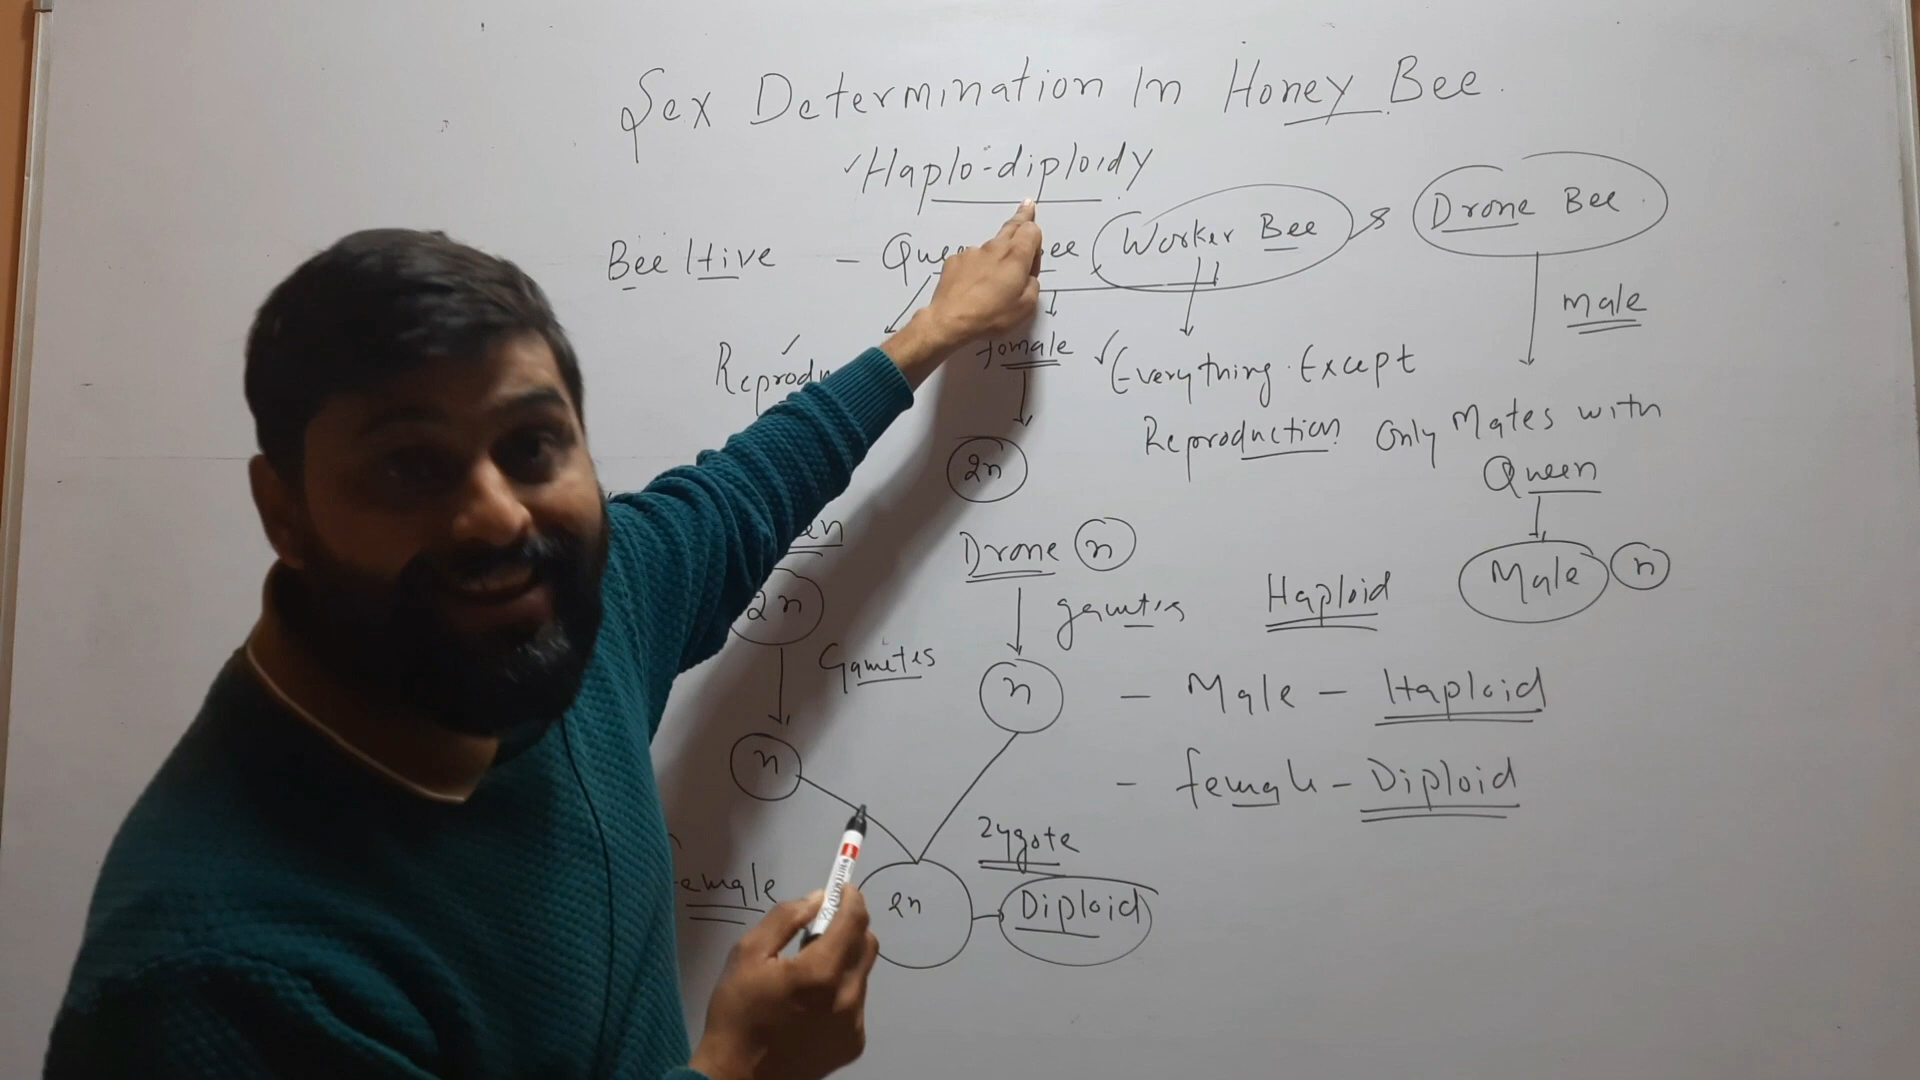 Sex Determination In Honey Bee.
Haplo-diploidy
Bee Hive - Bee Worker Bee & Drone Bee
male
female Everything Except
Reproduction Only Mates with
Queen
2n
Drone n
Male n
2n
gametes Haploid
Gametes
n
- Male - Haploid
n
- female - Diploid
zygote
2n Diploid